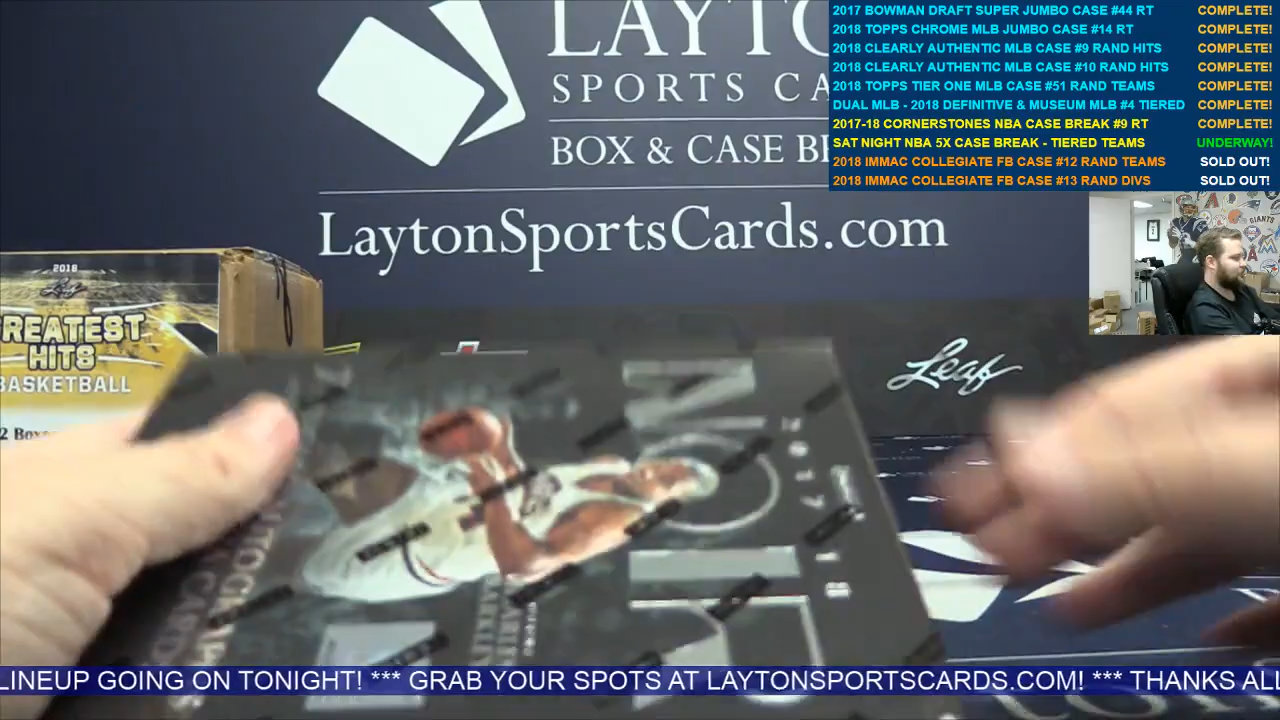 LAYTO
SPORTS CA
BOX & CASE B
LaytonSportsCards.com
2017 BOWMAN DRAFT SUPER JUMBO CASE #44 RT COMPLETE!
2018 TOPPS CHROME MLB JUMBO CASE #14 RT COMPLETE!
2018 CLEARLY AUTHENTIC MLB CASE #9 RAND HITS COMPLETE!
2018 CLEARLY AUTHENTIC MLB CASE #10 RAND HITS COMPLETE!
2018 TOPPS TIER ONE MLB CASE #51 RAND TEAMS COMPLETE!
DUAL MLB - 2018 DEFINITIVE & MUSEUM MLB #4 TIERED COMPLETE!
2017-18 CORNERSTONES NBA CASE BREAK #9 RT COMPLETE!
SAT NIGHT NBA 5X CASE BREAK - TIERED TEAMS UNDERWAY!
2018 IMMAC COLLEGIATE FB CASE #12 RAND TEAMS SOLD OUT!
2018 IMMAC COLLEGIATE FB CASE #13 RAND DIVS SOLD OUT!
GIANTS
2018
Leaf
REATEST
HITS
BASKETBALL
2 Boxe
Leaf
LINEUP GOING ON TONIGHT! *** GRAB YOUR SPOTS AT LAYTONSPORTSCARDS.COM! *** THANKS ALL